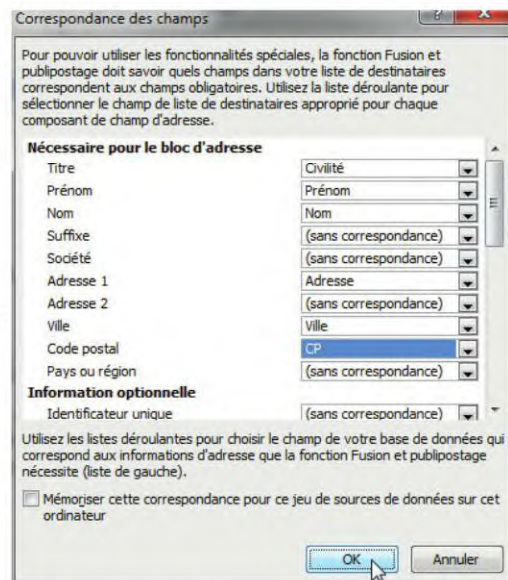 Correspondance des champs
Pour pouvoir utiliser les fonctionnalités spéciales, la fonction Fusion et
publipostage doit savoir quels champs dans votre liste de destinataires
correspondent aux champs obligatoires. Utilisez la liste déroulante pour
sélectionner le champ de liste de destinataires approprié pour chaque
composant de champ d'adresse.
Nécessaire pour le bloc d'adresse
Titre Civilité
Prénom Prénom
Nom Nom
Suffixe (sans correspondance)
Société (sans correspondance)
Adresse 1 Adresse
Adresse 2 (sans correspondance)
Ville Ville
Code postal CP
Pays ou région (sans correspondance)
Information optionnelle
Identificateur unique (sans correspondance)
Utilisez les listes déroulantes pour choisir le champ de votre base de données qui
correspond aux informations d'adresse que la fonction Fusion et publipostage
nécessite (liste de gauche).
Mémoriser cette correspondance pour ce jeu de sources de données sur cet
ordinateur
OK Annuler